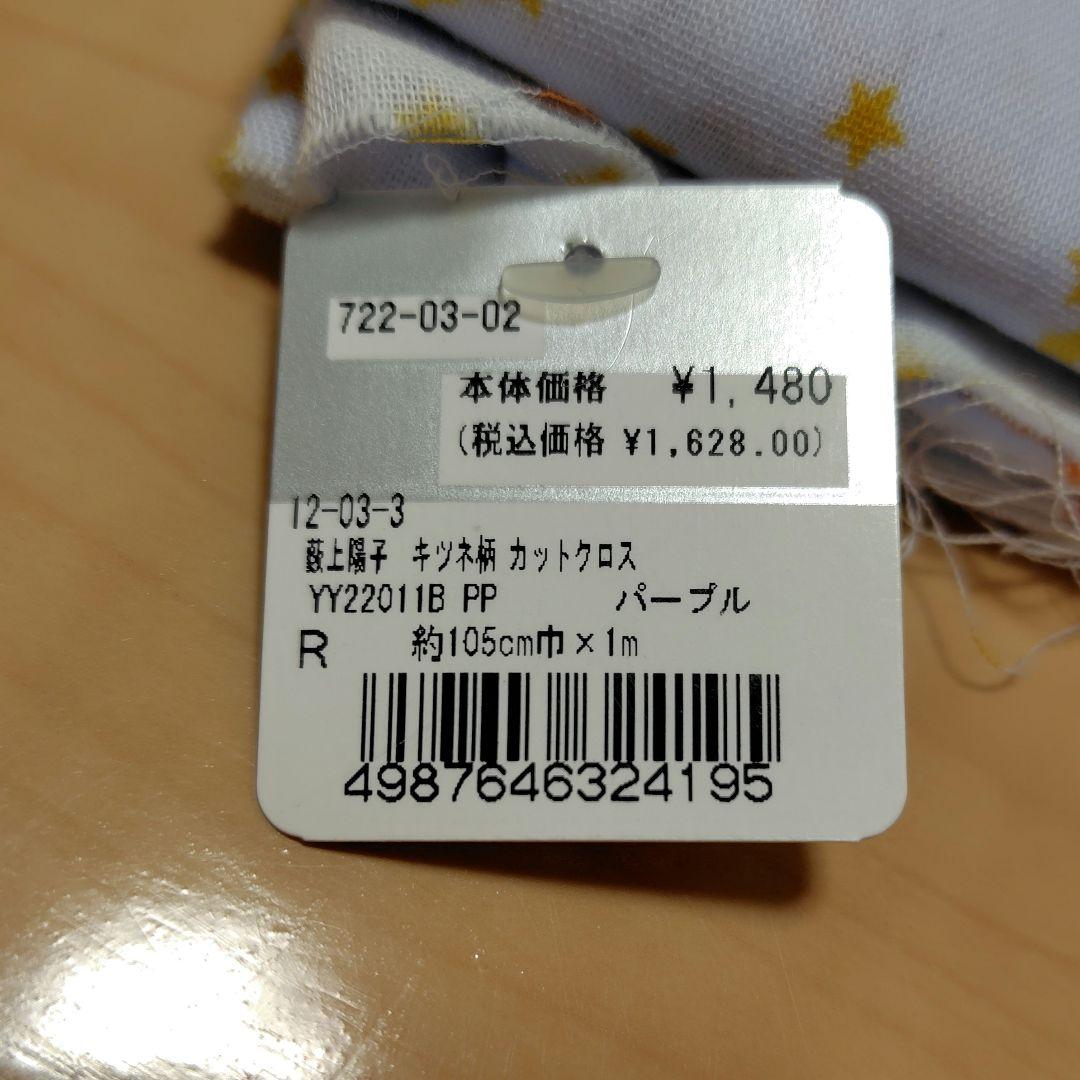 722-03-02
本体価格 ¥1,480
(税込価格 ¥1,628.00)
12-03-3
藪上陽子 キツネ柄 カットクロス
YY22011B PP パープル
R 約105cm巾×1m
4987646324195